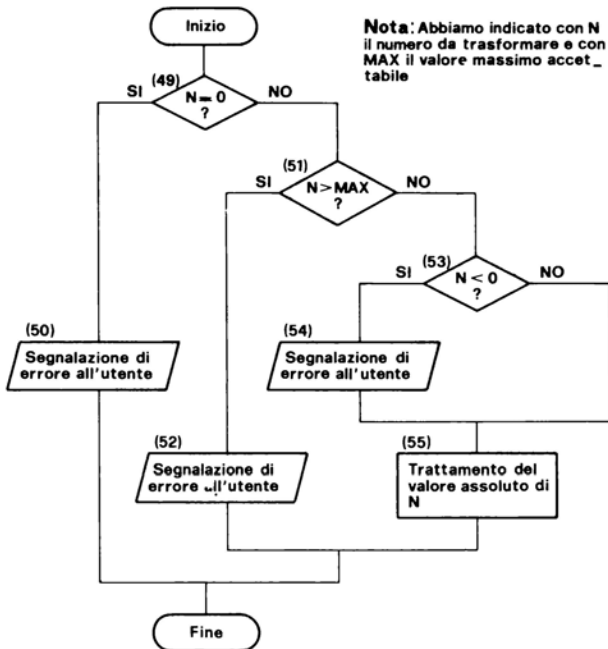 Inizio
Nota: Abbiamo indicato con N
il numero da trasformare e con
MAX il valore massimo accet_
tabile
(49)
SI
N=0
?
NO
(51)
SI
N>MAX
?
NO
(53)
SI
N<0
?
NO
(50)
Segnalazione di
errore all'utente
(54)
Segnalazione di
errore all'utente
(52)
Segnalazione di
errore all'utente
(55)
Trattamento del
valore assoluto di
N
Fine